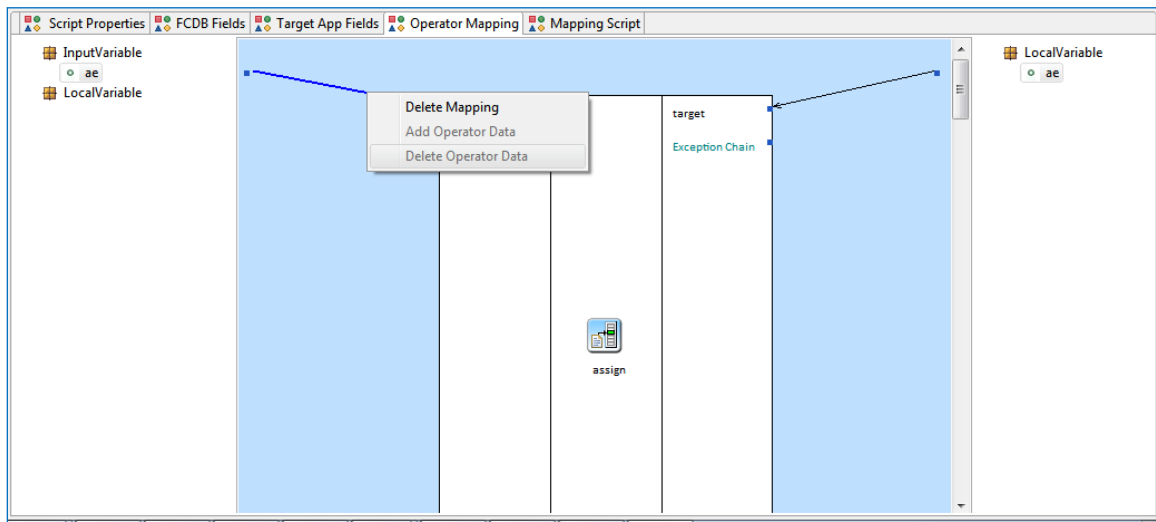 Script Properties FCDB Fields Target App Fields Operator Mapping Mapping Script
InputVariable
ae
LocalVariable
Delete Mapping
Add Operator Data
Delete Operator Data
target
Exception Chain
assign
LocalVariable
ae